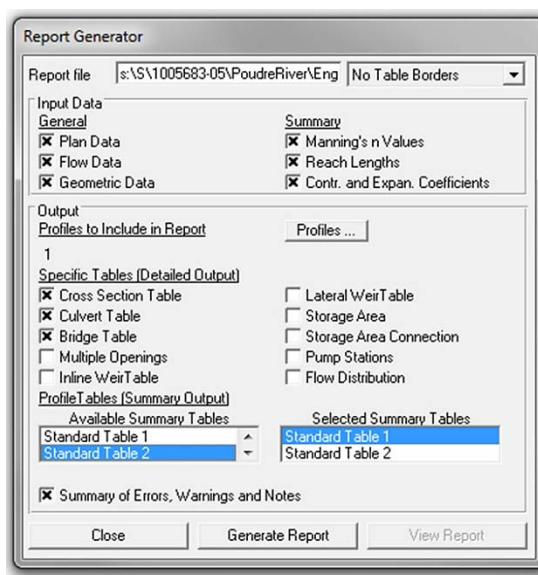 Report Generator
Report file s:\S\1005683-05\PoudreRiver\Eng No Table Borders
Input Data
General Summary
Plan Data Manning's n Values
Flow Data Reach Lengths
Geometric Data Contr. and Expan. Coefficients
Output
Profiles to Include in Report Profiles ...
1
Specific Tables (Detailed Output)
Cross Section Table Lateral WeirTable
Culvert Table Storage Area
Bridge Table Storage Area Connection
Multiple Openings Pump Stations
Inline WeirTable Flow Distribution
ProfileTables (Summary Output)
Available Summary Tables Selected Summary Tables
Standard Table 1 Standard Table 1
Standard Table 2 Standard Table 2
Summary of Errors, Warnings and Notes
Close Generate Report View Report